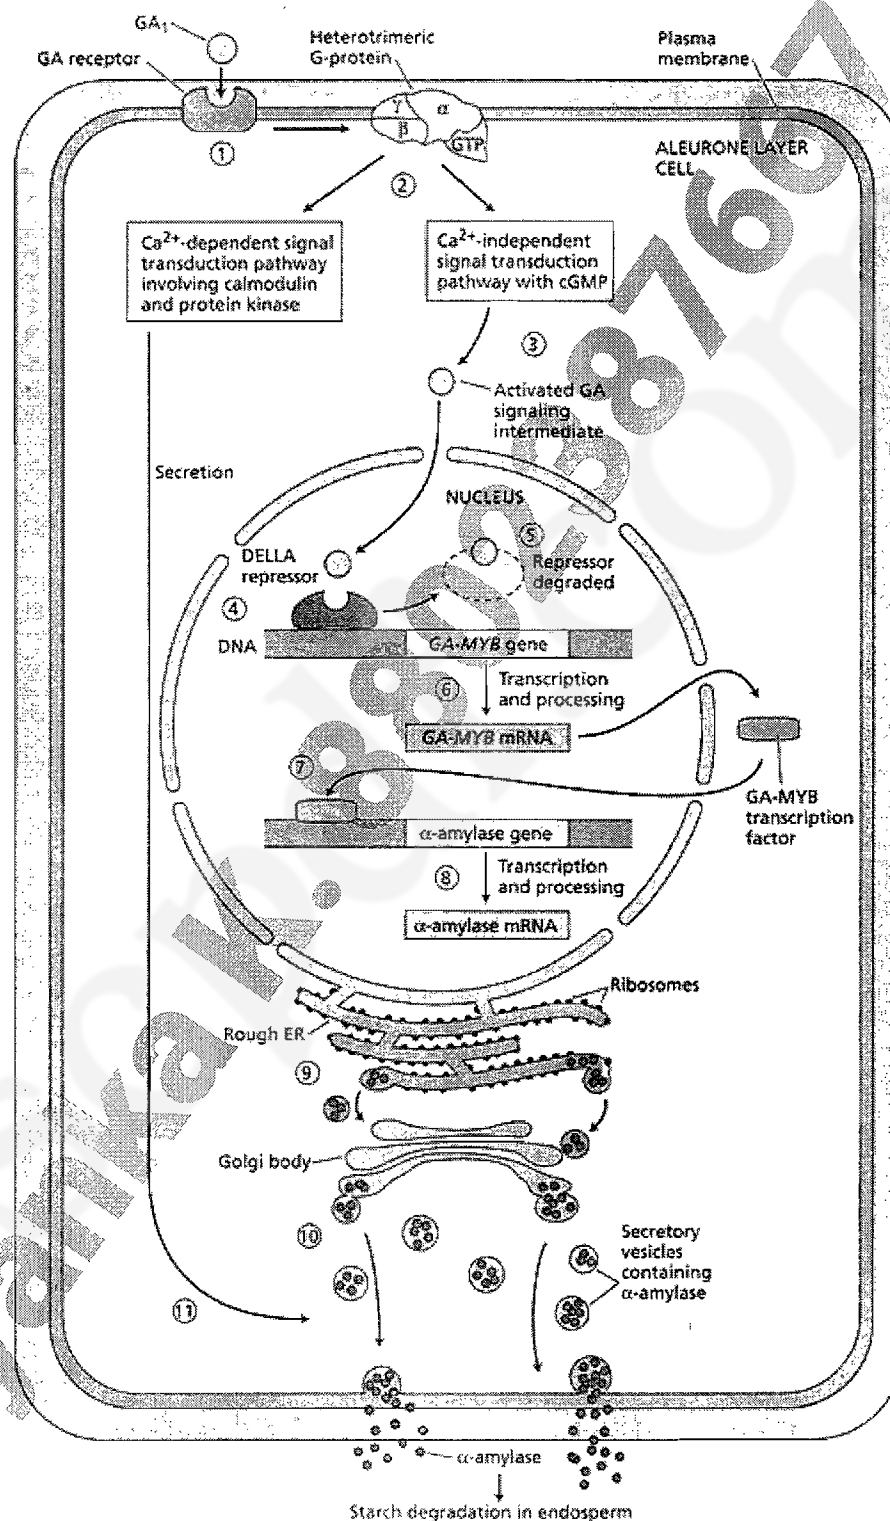 GA1
GA receptor
Heterotrimeric
G-protein
Plasma
membrane
γ
α
β
GTP
ALEURONE LAYER
CELL
1
2
Ca2+-dependent signal
transduction pathway
involving calmodulin
and protein kinase
Ca2+-independent
signal transduction
pathway with cGMP
3
Activated GA
signaling
intermediate
Secretion
NUCLEUS
5
DELLA
repressor
Repressor
degraded
4
DNA
GA-MYB gene
6
Transcription
and processing
GA-MYB mRNA
7
GA-MYB
transcription
factor
α-amylase gene
8
Transcription
and processing
α-amylase mRNA
Ribosomes
Rough ER
9
Golgi body
10
Secretory
vesicles
containing
α-amylase
11
α-amylase
Starch degradation in endosperm